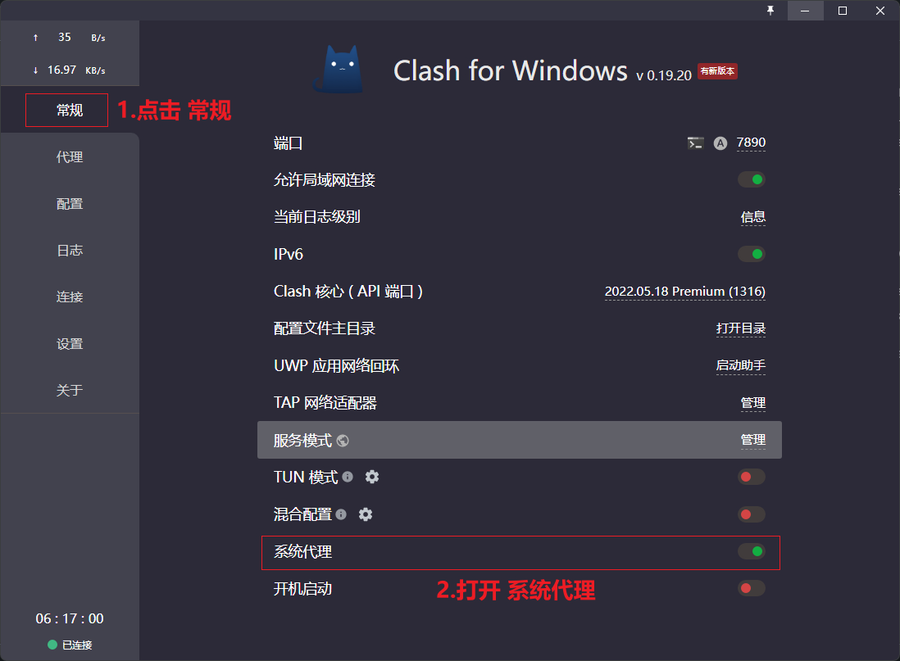 ↑ 35 B/s
↓ 16.97 KB/s
常规
1.点击 常规
代理
配置
日志
连接
设置
关于
06 : 17 : 00
已连接
Clash for Windows v 0.19.20 有新版本
端口 A 7890
允许局域网连接
当前日志级别 信息
IPv6
Clash 核心 ( API 端口 ) 2022.05.18 Premium (1316)
配置文件主目录 打开目录
UWP 应用网络回环 启动助手
TAP 网络适配器 管理
服务模式 管理
TUN 模式
混合配置
系统代理
开机启动
2.打开 系统代理